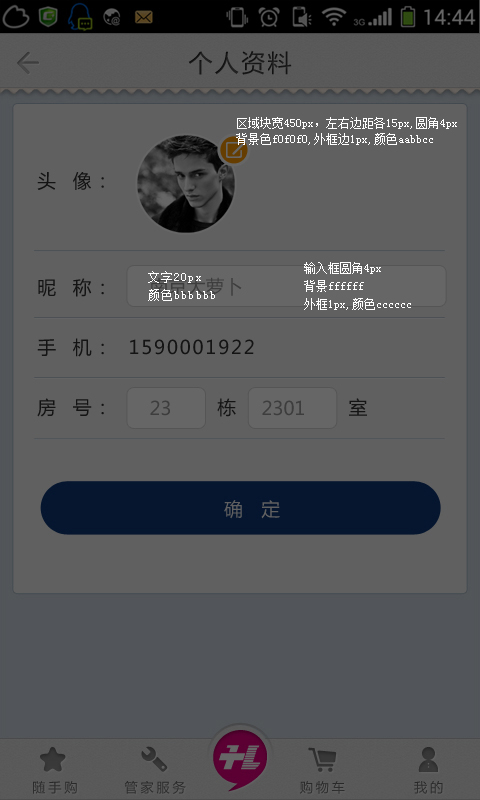 3G 14:44
个人资料
区域块宽450px，左右边距各15px,圆角4px
背景色f0f0f0,外框边1px,颜色aabbcc
头 像：
输入框圆角4px
昵 称：
文字20px
萝卜
背景ffffff
颜色bbbbbb
外框1px,颜色cccccc
手 机：
1590001922
房 号：
23 栋 2301 室
确 定
随手购
管家服务
购物车
我的